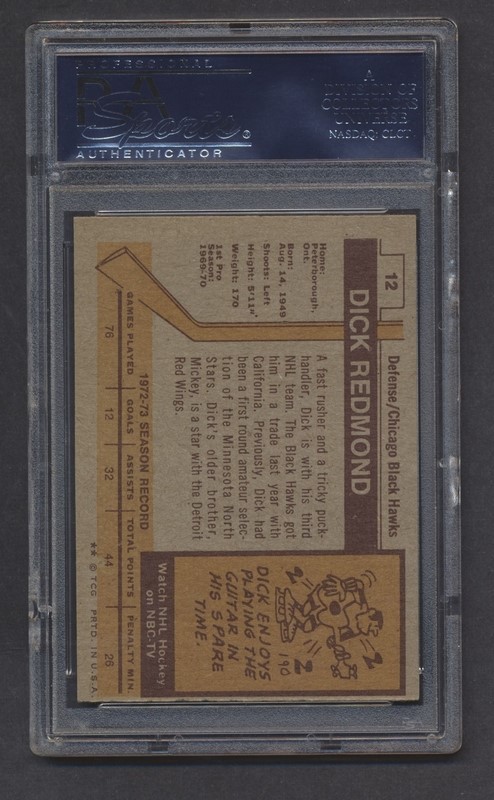 PROFESSIONAL
PSA
Sports®
AUTHENTICATOR
A
DIVISION OF
COLLECTORS
UNIVERSE
NASDAQ: CLCT
12
Defense/Chicago Black Hawks
DICK REDMOND
Home:
Peterborough,
Ont.
Born:
Aug. 14, 1949
Shoots: Left
Height: 5'11"
Weight: 170
1st Pro
Season:
1969-70
A fast rusher and a tricky puck-
handler, Dick is with his third
NHL team. The Black Hawks got
him in a trade last year with
California. Previously, Dick had
been a first round amateur selec-
tion of the Minnesota North
Stars. Dick's older brother,
Mickey, is a star with the Detroit
Red Wings.
DICK ENJOYS
PLAYING THE
GUITAR IN
HIS SPARE
TIME.
Watch NHL Hockey
on NBC-TV
1972-73 SEASON RECORD
GAMES PLAYED GOALS ASSISTS TOTAL POINTS PENALTY MIN.
76 12 32 44 26
** © T.C.G. PRTD. IN U.S.A.